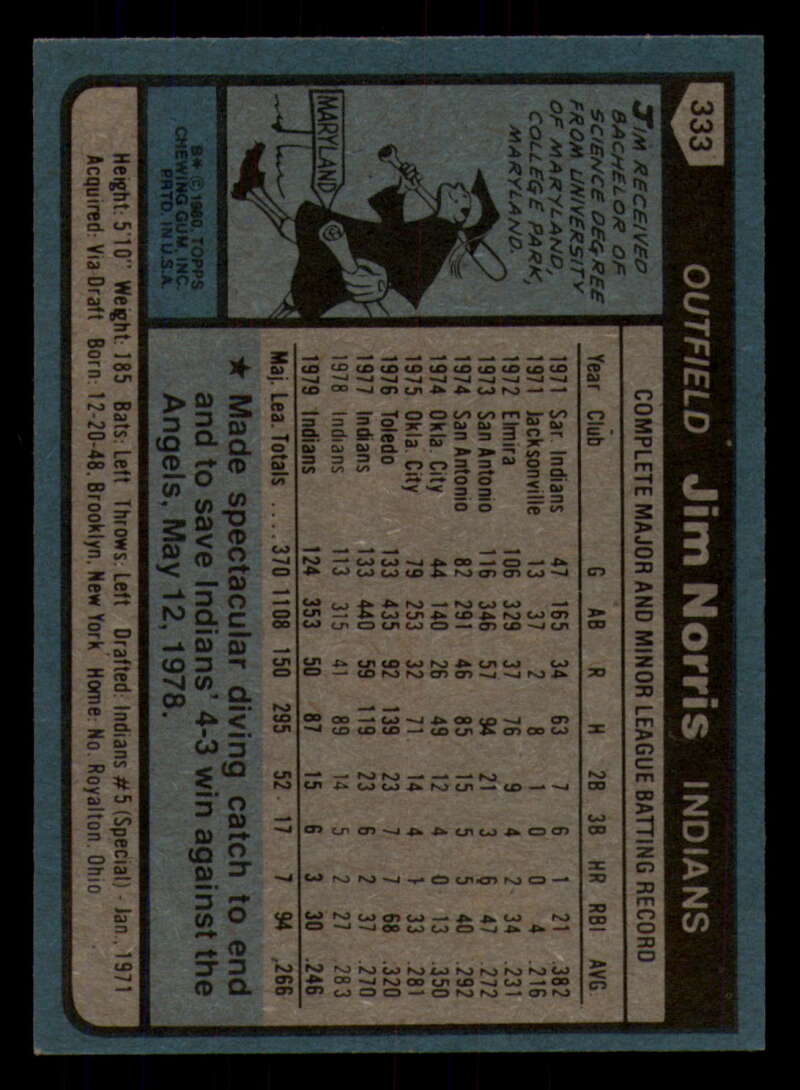 333
OUTFIELD Jim Norris INDIANS
JIM RECEIVED
BACHELOR OF
SCIENCE DEGREE
FROM UNIVERSITY
OF MARYLAND,
COLLEGE PARK,
MARYLAND.
MARYLAND
B* © 1980 TOPPS
CHEWING GUM, INC.
PRTD. IN U.S.A.
COMPLETE MAJOR AND MINOR LEAGUE BATTING RECORD
Year Club G AB R H 2B 3B HR RBI AVG.
1971 Sar. Indians 47 165 34 63 7 6 1 21 .382
1971 Jacksonville 13 37 2 8 1 0 0 4 .216
1972 Elmira 106 329 37 76 9 4 2 34 .231
1973 San Antonio 116 346 57 94 21 3 6 47 .272
1974 San Antonio 82 291 46 85 15 5 5 40 .292
1974 Okla. City 44 140 26 49 12 4 0 13 .350
1975 Okla. City 79 253 32 71 14 4 1 33 .281
1976 Toledo 133 435 92 139 23 7 7 68 .320
1977 Indians 133 440 59 119 23 6 2 37 .270
1978 Indians 113 315 41 89 14 5 2 27 .283
1979 Indians 124 353 50 87 15 6 3 30 .246
Maj. Lea. Totals .... 370 1108 150 295 52 17 7 94 .266
★ Made spectacular diving catch to end
and to save Indians' 4-3 win against the
Angels, May 12, 1978.
Height: 5'10" Weight: 185 Bats: Left Throws: Left Drafted: Indians #5 (Special) - Jan., 1971
Acquired: Via Draft Born: 12-20-48, Brooklyn, New York Home: No. Royalton, Ohio